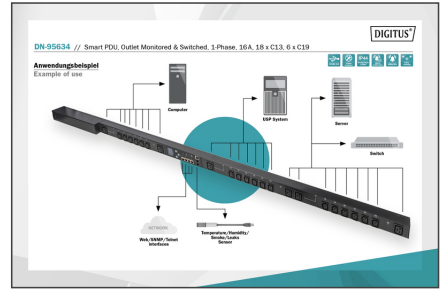 DIGITUS®
DN-95634 // Smart PDU, Outlet Monitored & Switched, 1-Phase, 16A, 18 x C13, 6 x C19
Anwendungsbeispiel
Example of use
Computer
USP System
Server
Switch
NETWORK
Web/SNMP/Telnet
interfaces
Temperature/Humidity/
Smoke/Leaks
Sensor